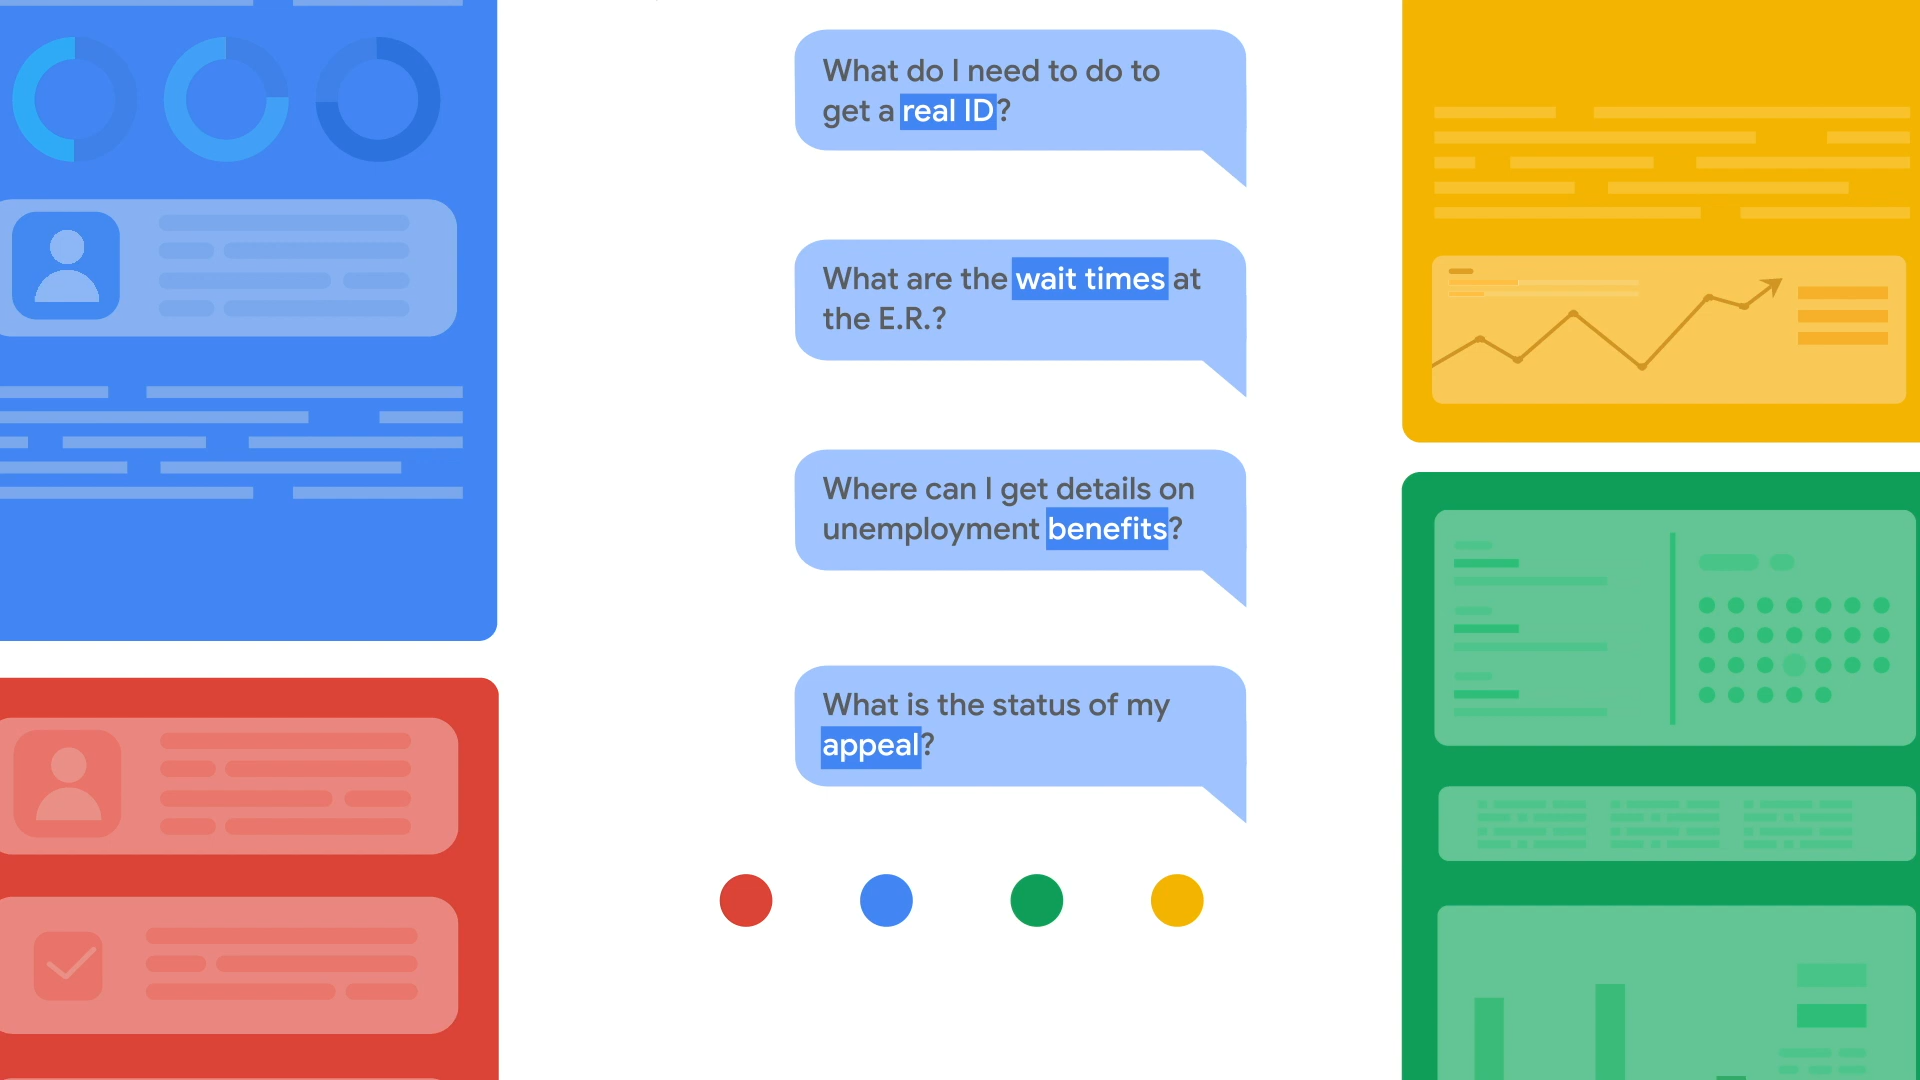 What do I need to do to
get a real ID?
What are the wait times at
the E.R.?
Where can I get details on
unemployment benefits?
What is the status of my
appeal?